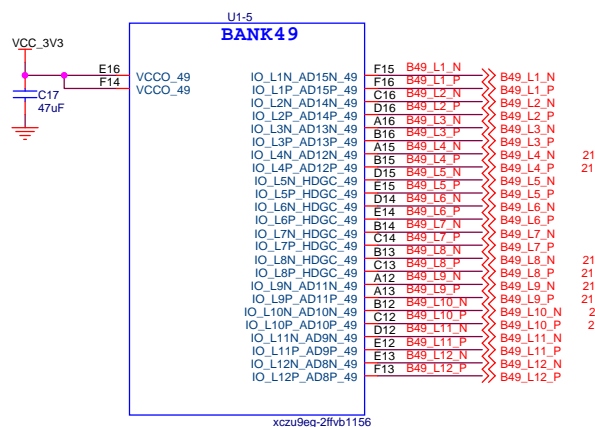 U1-5
BANK49
VCC_3V3
C17
47uF
E16 VCCO_49
F14 VCCO_49
IO_L1N_AD15N_49 F15 B49_L1_N B49_L1_N
IO_L1P_AD15P_49 F16 B49_L1_P B49_L1_P
IO_L2N_AD14N_49 C16 B49_L2_N B49_L2_N
IO_L2P_AD14P_49 D16 B49_L2_P B49_L2_P
IO_L3N_AD13N_49 A16 B49_L3_N B49_L3_N
IO_L3P_AD13P_49 B16 B49_L3_P B49_L3_P
IO_L4N_AD12N_49 A15 B49_L4_N B49_L4_N 21
IO_L4P_AD12P_49 B15 B49_L4_P B49_L4_P 21
IO_L5N_HDGC_49 D15 B49_L5_N B49_L5_N
IO_L5P_HDGC_49 E15 B49_L5_P B49_L5_P
IO_L6N_HDGC_49 D14 B49_L6_N B49_L6_N
IO_L6P_HDGC_49 E14 B49_L6_P B49_L6_P
IO_L7N_HDGC_49 B14 B49_L7_N B49_L7_N
IO_L7P_HDGC_49 C14 B49_L7_P B49_L7_P
IO_L8N_HDGC_49 B13 B49_L8_N B49_L8_N 21
IO_L8P_HDGC_49 C13 B49_L8_P B49_L8_P 21
IO_L9N_AD11N_49 A12 B49_L9_N B49_L9_N 21
IO_L9P_AD11P_49 A13 B49_L9_P B49_L9_P 21
IO_L10N_AD10N_49 B12 B49_L10_N B49_L10_N 2
IO_L10P_AD10P_49 C12 B49_L10_P B49_L10_P 2
IO_L11N_AD9N_49 D12 B49_L11_N B49_L11_N
IO_L11P_AD9P_49 E12 B49_L11_P B49_L11_P
IO_L12N_AD8N_49 E13 B49_L12_N B49_L12_N
IO_L12P_AD8P_49 F13 B49_L12_P B49_L12_P
xczu9eg-2ffvb1156